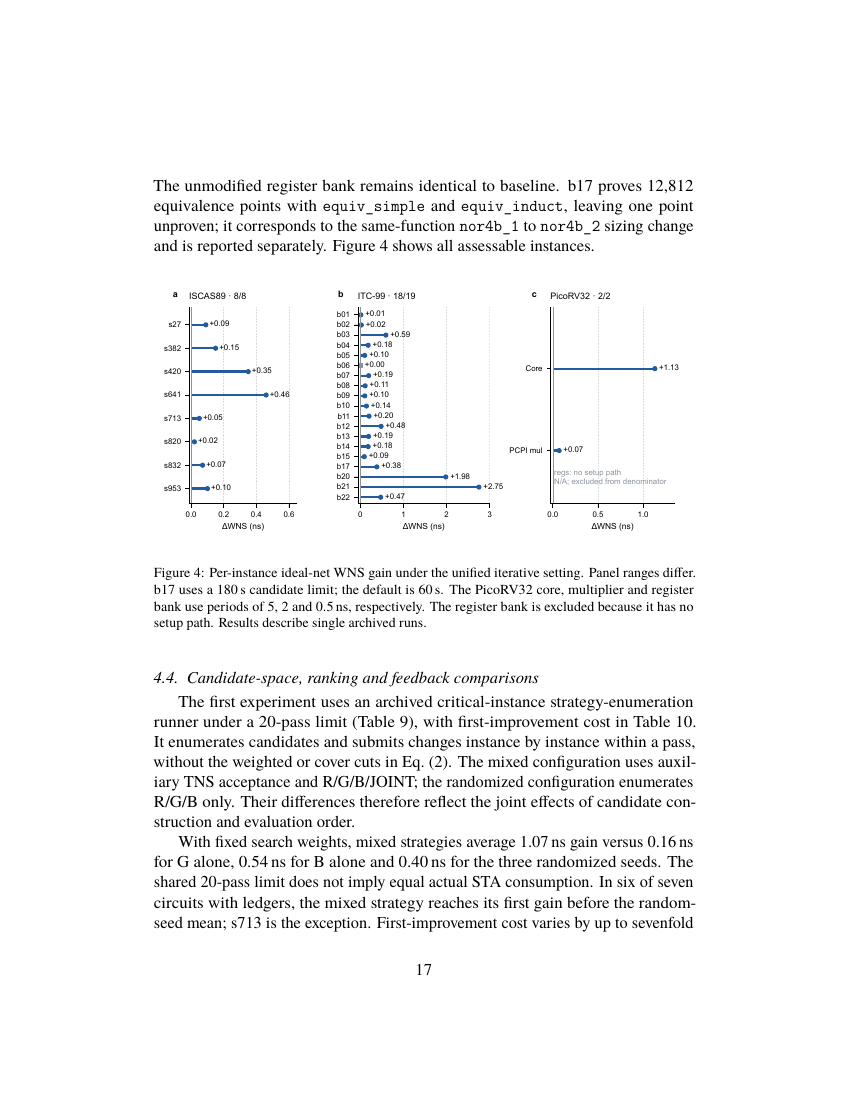 The unmodified register bank remains identical to baseline. b17 proves 12,812
equivalence points with equiv_simple and equiv_induct, leaving one point
unproven; it corresponds to the same-function nor4b_1 to nor4b_2 sizing change
and is reported separately. Figure 4 shows all assessable instances.
a ISCAS89 · 8/8
s27 +0.09
s382 +0.15
s420 +0.35
s641 +0.46
s713 +0.05
s820 +0.02
s832 +0.07
s953 +0.10
0.0 0.2 0.4 0.6
ΔWNS (ns)
b ITC-99 · 18/19
b01 +0.01
b02 +0.02
b03 +0.59
b04 +0.18
b05 +0.10
b06 +0.00
b07 +0.19
b08 +0.11
b09 +0.10
b10 +0.14
b11 +0.20
b12 +0.48
b13 +0.19
b14 +0.18
b15 +0.09
b17 +0.38
b20 +1.98
b21 +2.75
b22 +0.47
0 1 2 3
ΔWNS (ns)
c PicoRV32 · 2/2
Core +1.13
PCPI mul +0.07
regs: no setup path
N/A; excluded from denominator
0.0 0.5 1.0
ΔWNS (ns)
Figure 4: Per-instance ideal-net WNS gain under the unified iterative setting. Panel ranges differ.
b17 uses a 180 s candidate limit; the default is 60 s. The PicoRV32 core, multiplier and register
bank use periods of 5, 2 and 0.5 ns, respectively. The register bank is excluded because it has no
setup path. Results describe single archived runs.
4.4. Candidate-space, ranking and feedback comparisons
The first experiment uses an archived critical-instance strategy-enumeration
runner under a 20-pass limit (Table 9), with first-improvement cost in Table 10.
It enumerates candidates and submits changes instance by instance within a pass,
without the weighted or cover cuts in Eq. (2). The mixed configuration uses auxil-
iary TNS acceptance and R/G/B/JOINT; the randomized configuration enumerates
R/G/B only. Their differences therefore reflect the joint effects of candidate con-
struction and evaluation order.
With fixed search weights, mixed strategies average 1.07 ns gain versus 0.16 ns
for G alone, 0.54 ns for B alone and 0.40 ns for the three randomized seeds. The
shared 20-pass limit does not imply equal actual STA consumption. In six of seven
circuits with ledgers, the mixed strategy reaches its first gain before the random-
seed mean; s713 is the exception. First-improvement cost varies by up to sevenfold
17